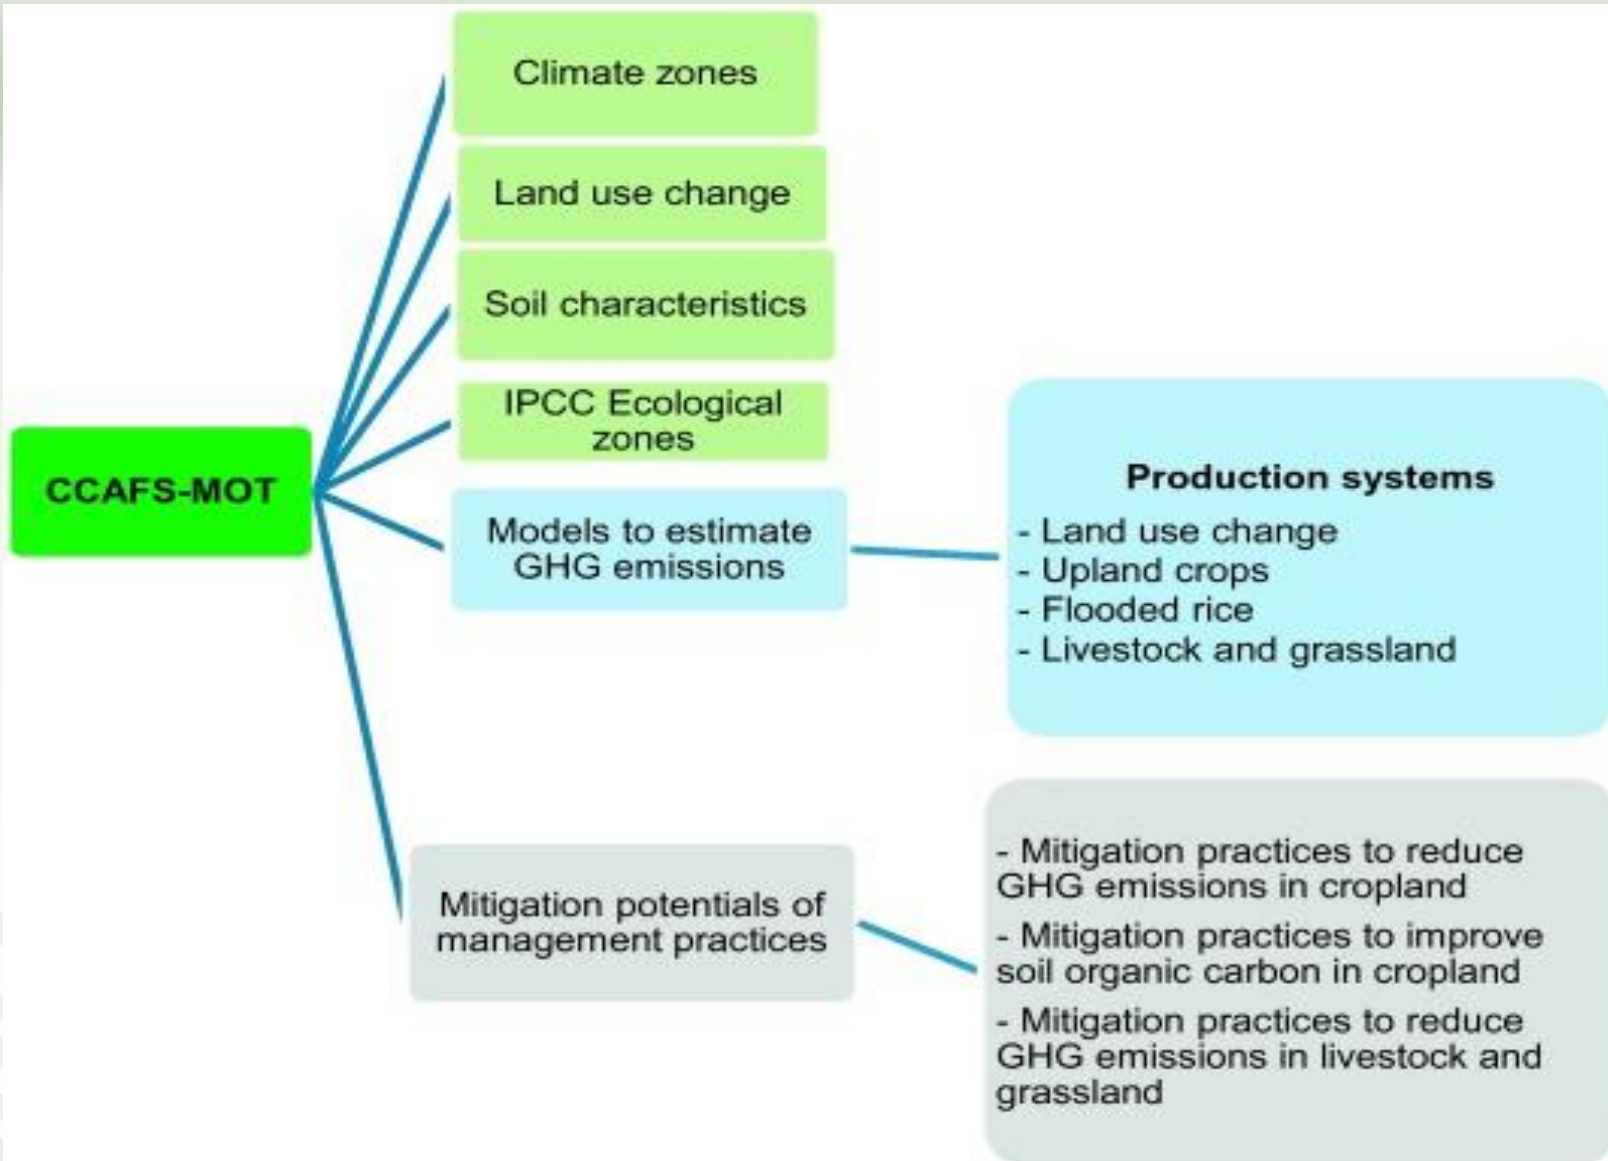 Climate zones
Land use change
Soil characteristics
IPCC Ecological
zones
CCAFS-MOT
Models to estimate
GHG emissions
Production systems
- Land use change
- Upland crops
- Flooded rice
- Livestock and grassland
Mitigation potentials of
management practices
- Mitigation practices to reduce
GHG emissions in cropland
- Mitigation practices to improve
soil organic carbon in cropland
- Mitigation practices to reduce
GHG emissions in livestock and
grassland